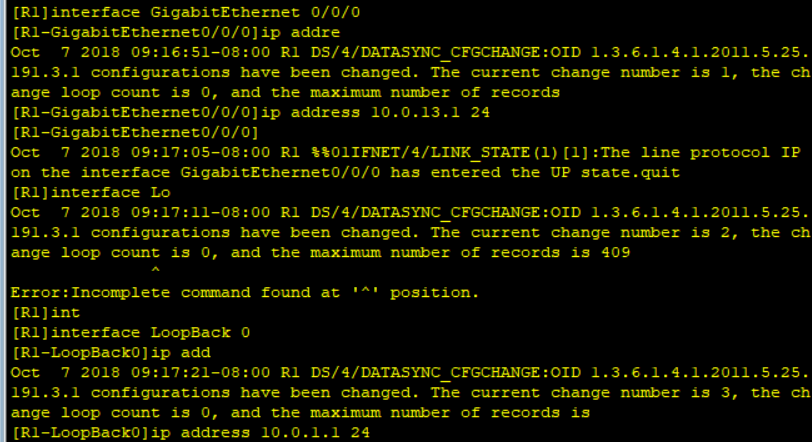 [R1]interface GigabitEthernet 0/0/0
[R1-GigabitEthernet0/0/0]ip addre
Oct  7 2018 09:16:51-08:00 R1 DS/4/DATASYNC_CFGCHANGE:OID 1.3.6.1.4.1.2011.5.25.
191.3.1 configurations have been changed. The current change number is 1, the ch
ange loop count is 0, and the maximum number of records
[R1-GigabitEthernet0/0/0]ip address 10.0.13.1 24
[R1-GigabitEthernet0/0/0]
Oct  7 2018 09:17:05-08:00 R1 %%01IFNET/4/LINK_STATE(l)[1]:The line protocol IP
on the interface GigabitEthernet0/0/0 has entered the UP state.quit
[R1]interface Lo
Oct  7 2018 09:17:11-08:00 R1 DS/4/DATASYNC_CFGCHANGE:OID 1.3.6.1.4.1.2011.5.25.
191.3.1 configurations have been changed. The current change number is 2, the ch
ange loop count is 0, and the maximum number of records is 409
^
Error:Incomplete command found at '^' position.
[R1]int
[R1]interface LoopBack 0
[R1-LoopBack0]ip add
Oct  7 2018 09:17:21-08:00 R1 DS/4/DATASYNC_CFGCHANGE:OID 1.3.6.1.4.1.2011.5.25.
191.3.1 configurations have been changed. The current change number is 3, the ch
ange loop count is 0, and the maximum number of records is
[R1-LoopBack0]ip address 10.0.1.1 24